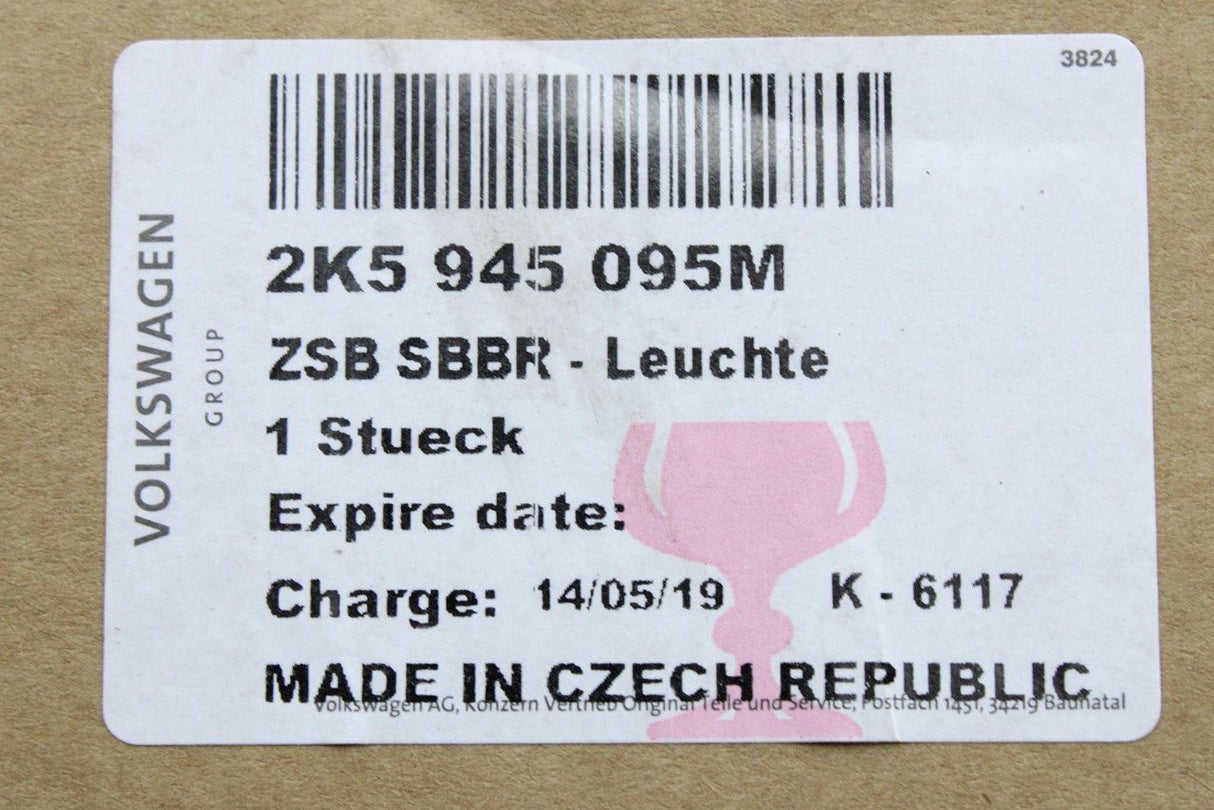 3824
VOLKSWAGEN
GROUP
2K5 945 095M
ZSB SBBR - Leuchte
1 Stueck
Expire date:
Charge: 14/05/19 K - 6117
MADE IN CZECH REPUBLIC
Volkswagen AG, Konzern Vertrieb Original Teile und Service, Postfach 1451, 34219 Baunatal